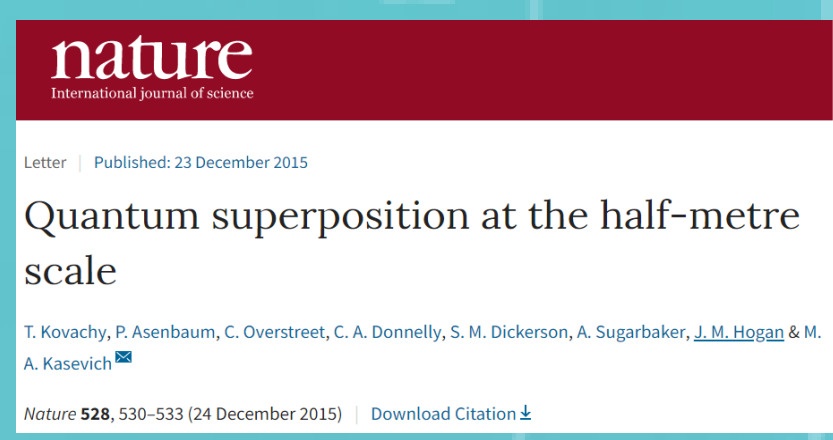 nature
International journal of science
Letter | Published: 23 December 2015
Quantum superposition at the half-metre
scale
T. Kovachy, P. Asenbaum, C. Overstreet, C. A. Donnelly, S. M. Dickerson, A. Sugarbaker, J. M. Hogan & M.
A. Kasevich
Nature 528, 530–533 (24 December 2015) | Download Citation